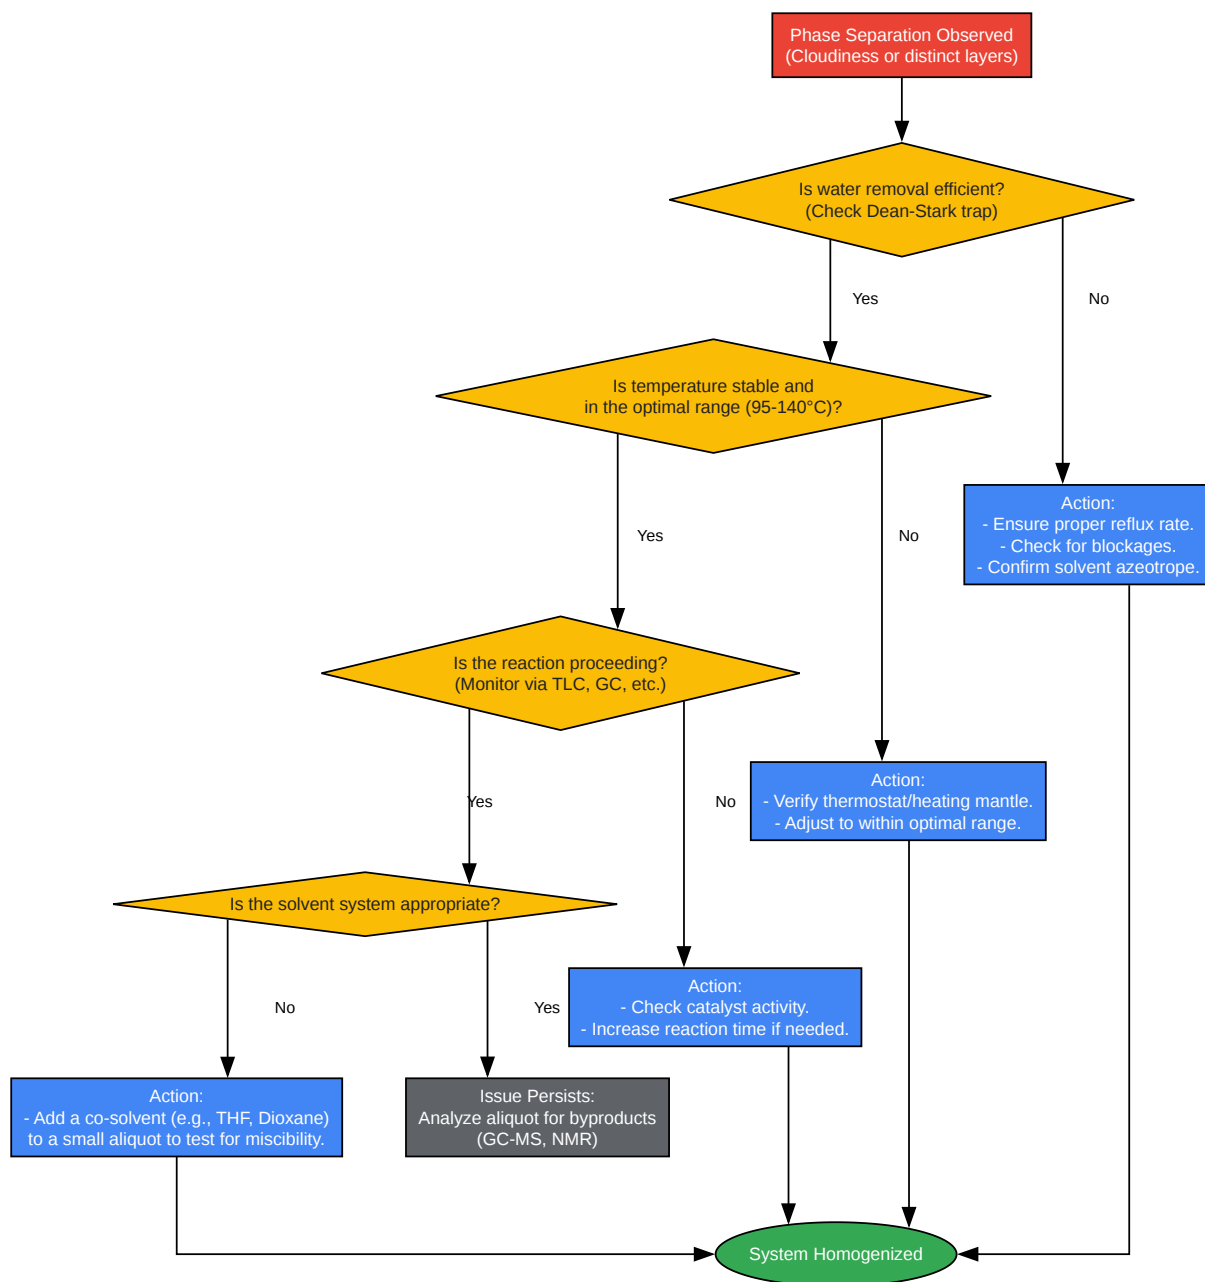 Phase Separation Observed
(Cloudiness or distinct layers)
Is water removal efficient?
(Check Dean-Stark trap)
Yes
No
Is temperature stable and
in the optimal range (95-140°C)?
Action:
- Ensure proper reflux rate.
- Check for blockages.
- Confirm solvent azeotrope.
Yes
No
Is the reaction proceeding?
(Monitor via TLC, GC, etc.)
Action:
- Verify thermostat/heating mantle.
- Adjust to within optimal range.
Yes
No
Is the solvent system appropriate?
Action:
- Check catalyst activity.
- Increase reaction time if needed.
No
Yes
Action:
- Add a co-solvent (e.g., THF, Dioxane)
to a small aliquot to test for miscibility.
Issue Persists:
Analyze aliquot for byproducts
(GC-MS, NMR)
System Homogenized